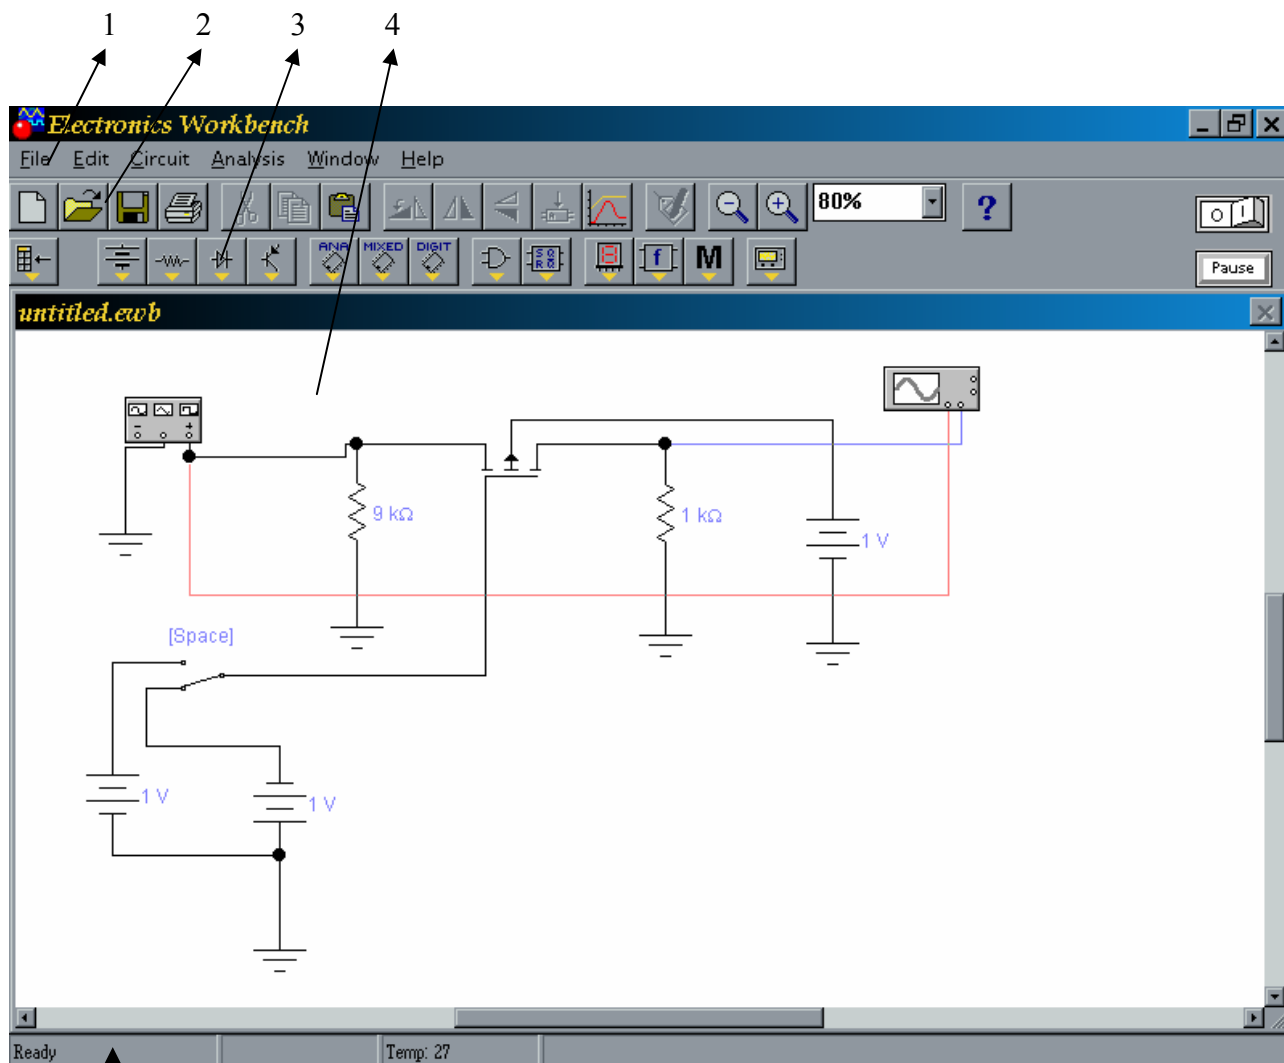 1 2 3 4
Electronics Workbench
File Edit Circuit Analysis Window Help
80% ?
O I
ANA MIXED DIGIT
S Q
R Q
f M
Pause
untitled.ewb
9 kΩ
1 kΩ
1 V
[Space]
1 V
1 V
Ready Temp: 27